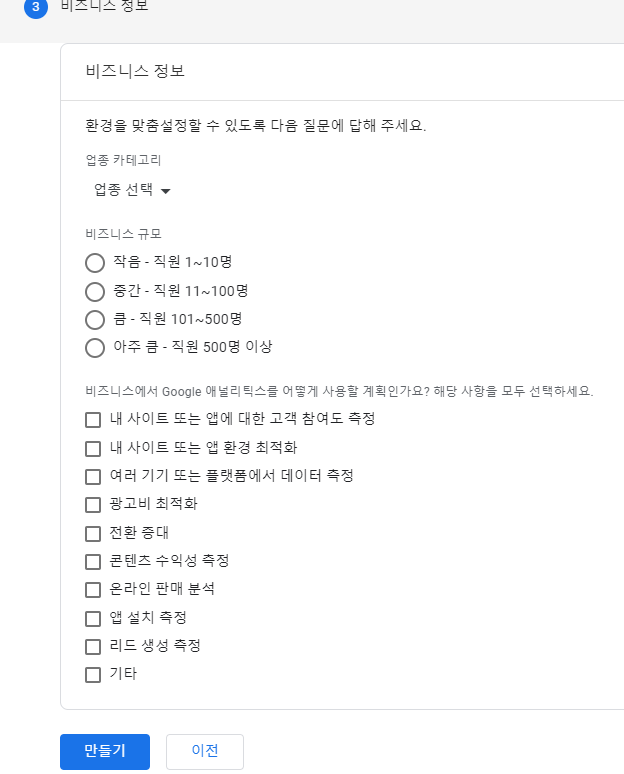 3 비즈니스 정보
비즈니스 정보
환경을 맞춤설정할 수 있도록 다음 질문에 답해 주세요.
업종 카테고리
업종 선택
비즈니스 규모
작음 - 직원 1~10명
중간 - 직원 11~100명
큼 - 직원 101~500명
아주 큼 - 직원 500명 이상
비즈니스에서 Google 애널리틱스를 어떻게 사용할 계획인가요? 해당 사항을 모두 선택하세요.
내 사이트 또는 앱에 대한 고객 참여도 측정
내 사이트 또는 앱 환경 최적화
여러 기기 또는 플랫폼에서 데이터 측정
광고비 최적화
전환 증대
콘텐츠 수익성 측정
온라인 판매 분석
앱 설치 측정
리드 생성 측정
기타
만들기 이전